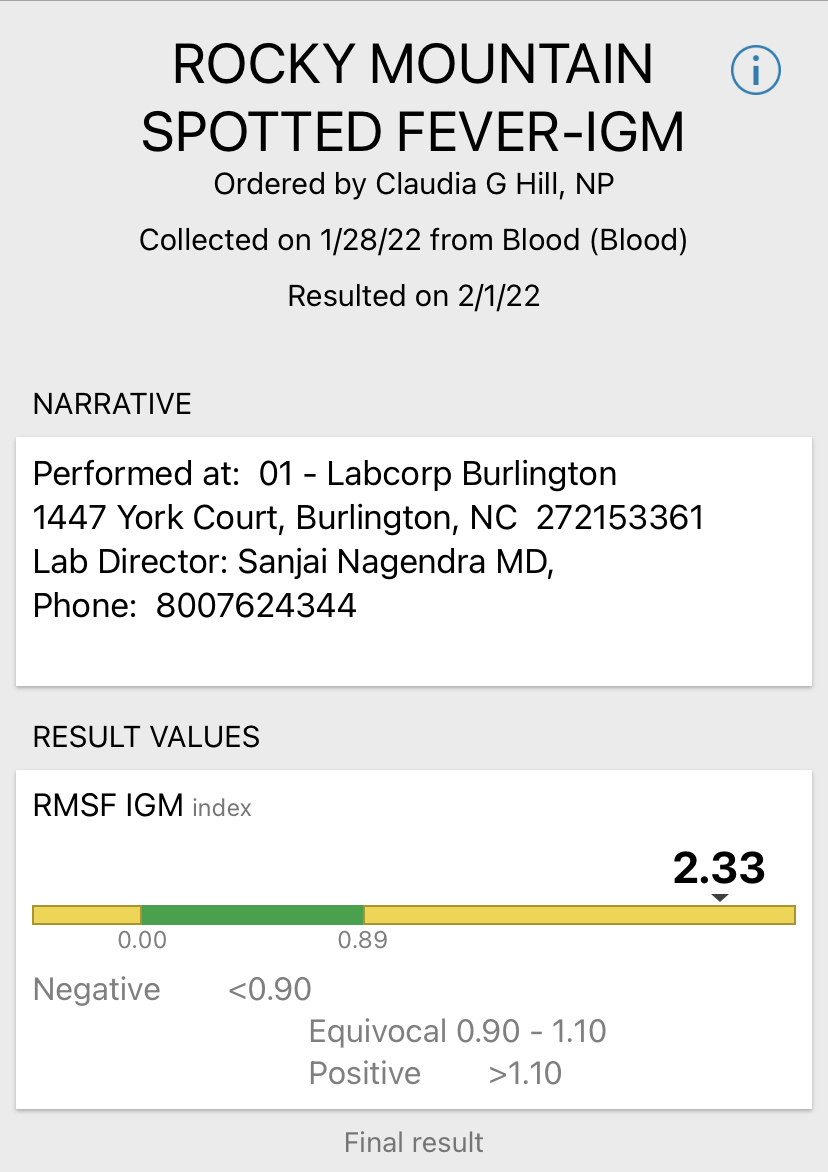 ROCKY MOUNTAIN
SPOTTED FEVER-IGM
Ordered by Claudia G Hill, NP
Collected on 1/28/22 from Blood (Blood)
Resulted on 2/1/22
NARRATIVE
Performed at:  01 - Labcorp Burlington
1447 York Court, Burlington, NC  272153361
Lab Director: Sanjai Nagendra MD,
Phone:  8007624344
RESULT VALUES
RMSF IGM index
2.33
0.00 0.89
Negative <0.90
Equivocal 0.90 - 1.10
Positive >1.10
Final result